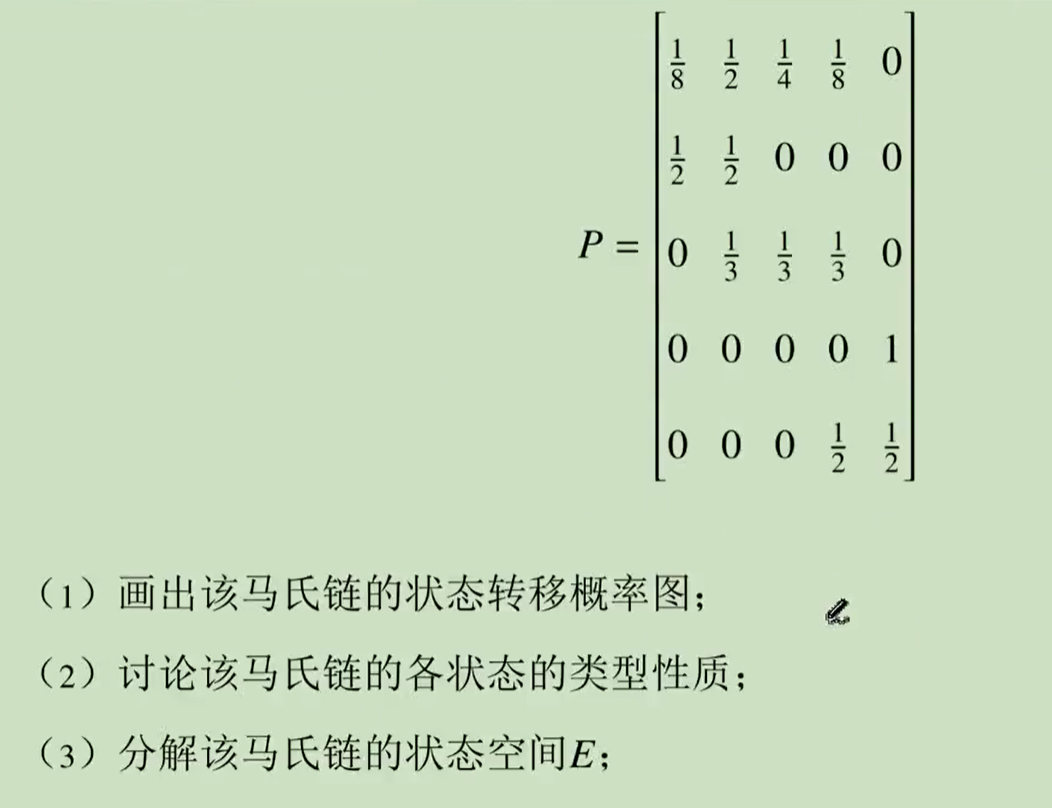 P =
1/8 1/2 1/4 1/8 0
1/2 1/2 0 0 0
0 1/3 1/3 1/3 0
0 0 0 0 1
0 0 0 1/2 1/2
（1）画出该马氏链的状态转移概率图；
（2）讨论该马氏链的各状态的类型性质；
（3）分解该马氏链的状态空间E；